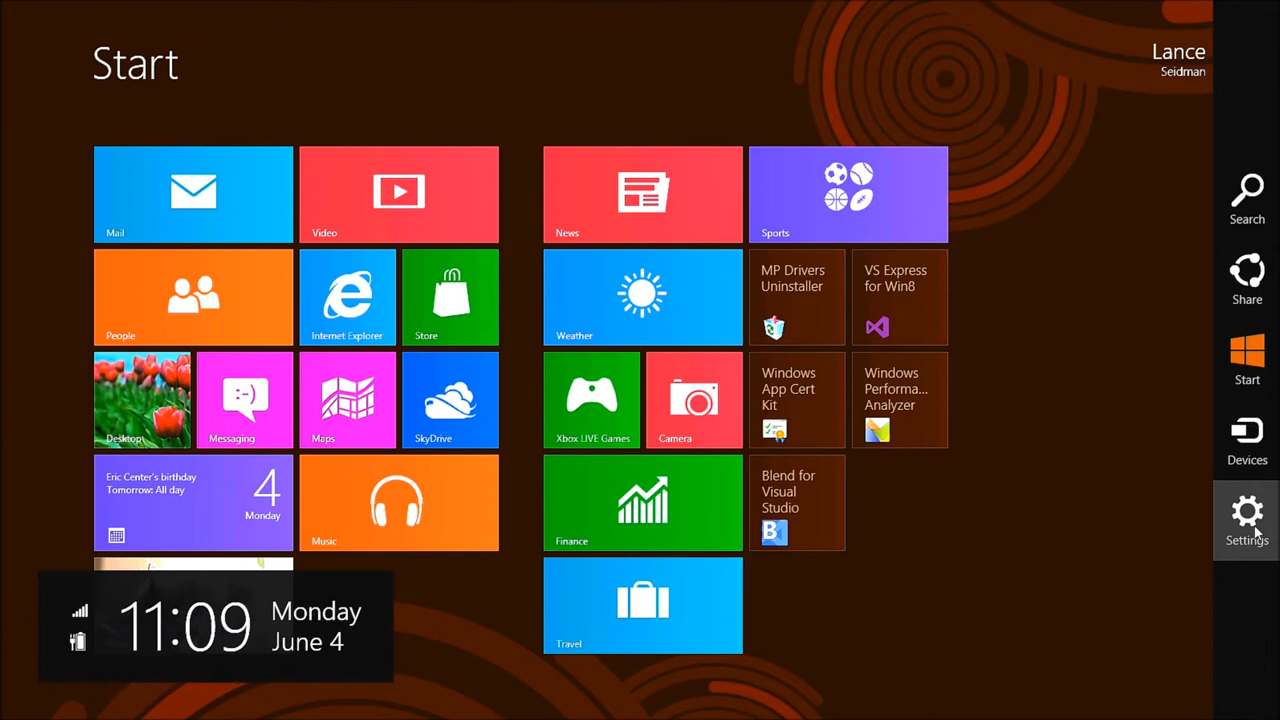 Start
Lance
Seidman
Mail
Video
News
Sports
People
Internet Explorer
Store
Weather
MP Drivers
Uninstaller
VS Express
for Win8
Desktop
Messaging
Maps
SkyDrive
Xbox LIVE Games
Camera
Windows
App Cert
Kit
Windows
Performa...
Analyzer
Eric Center's birthday
Tomorrow: All day
4
Monday
Music
Finance
Blend for
Visual
Studio
B
Travel
11:09
Monday
June 4
Search
Share
Start
Devices
Settings